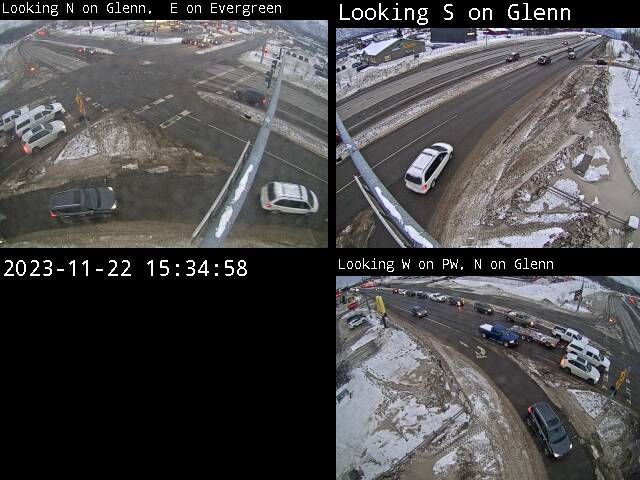 Looking N on Glenn,  E on Evergreen
Looking S on Glenn
2023-11-22 15:34:58
Looking W on PW, N on Glenn